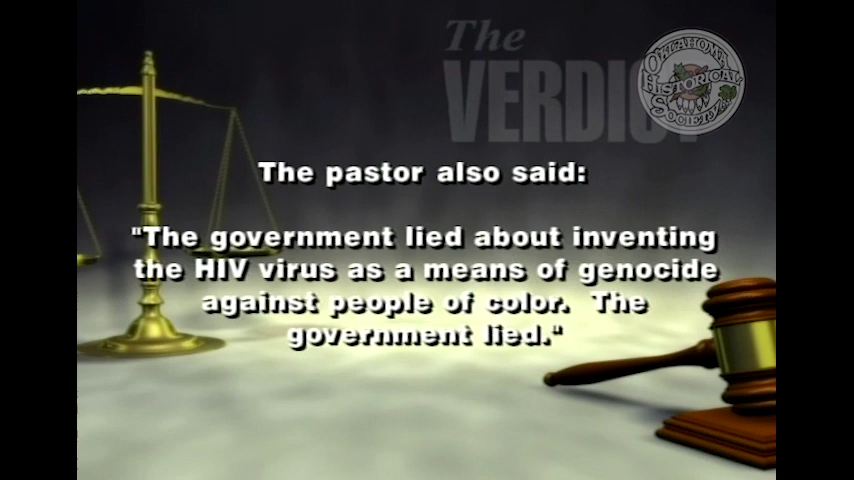 The
VERDICT
OKLAHOMA
HISTORICAL
SOCIETY
The pastor also said:
"The government lied about inventing
the HIV virus as a means of genocide
against people of color. The
government lied."